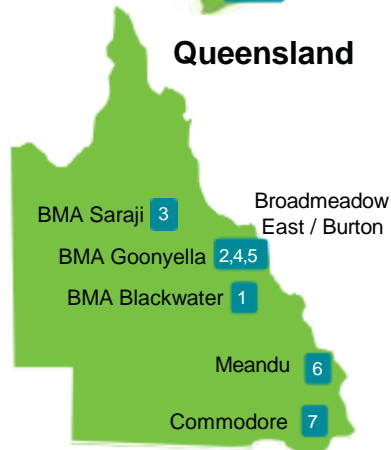 Queensland
BMA Saraji 3
Broadmeadow
East / Burton
BMA Goonyella 2,4,5
BMA Blackwater 1
Meandu 6
Commodore 7